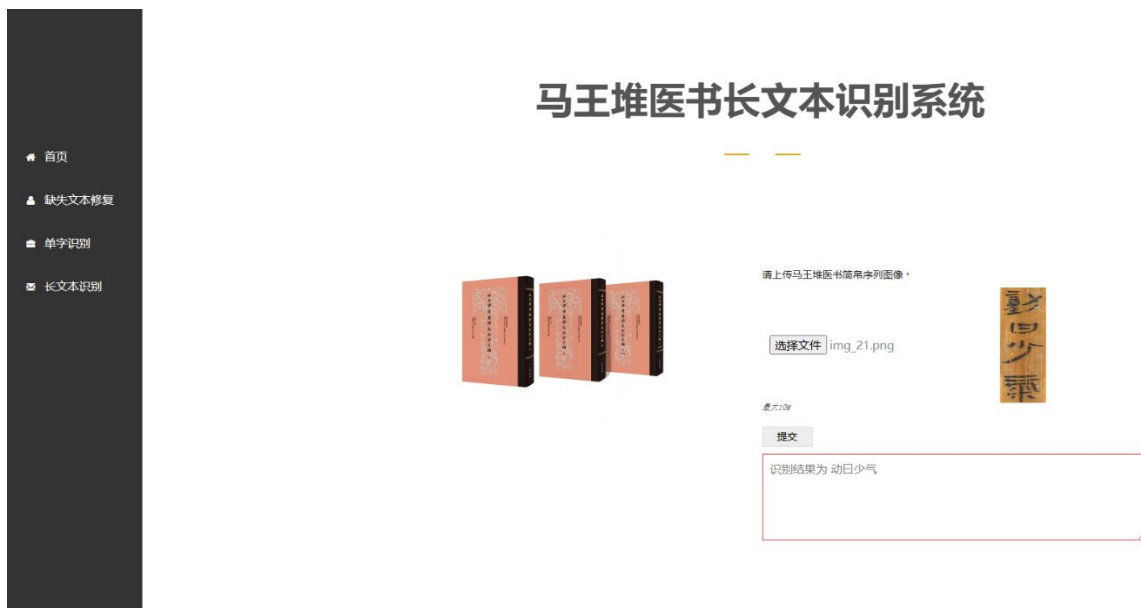 马王堆医书长文本识别系统
首页
缺失文本修复
单字识别
长文本识别
请上传马王堆医书简帛序列图像 *
选择文件 img_21.png
曰少氣
最大10M
提交
识别结果为 动日少气